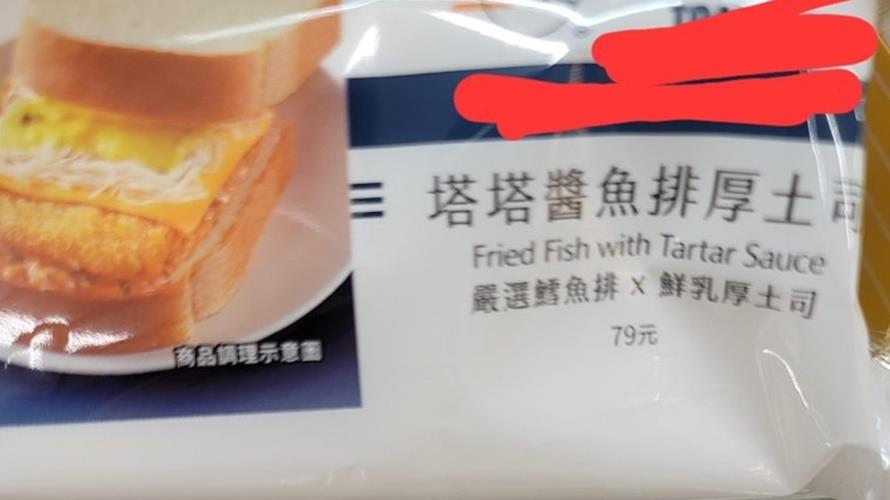 塔塔醬魚排厚土司
Fried Fish with Tartar Sauce
嚴選鱈魚排 x 鮮乳厚土司
79元
商品調理示意圖